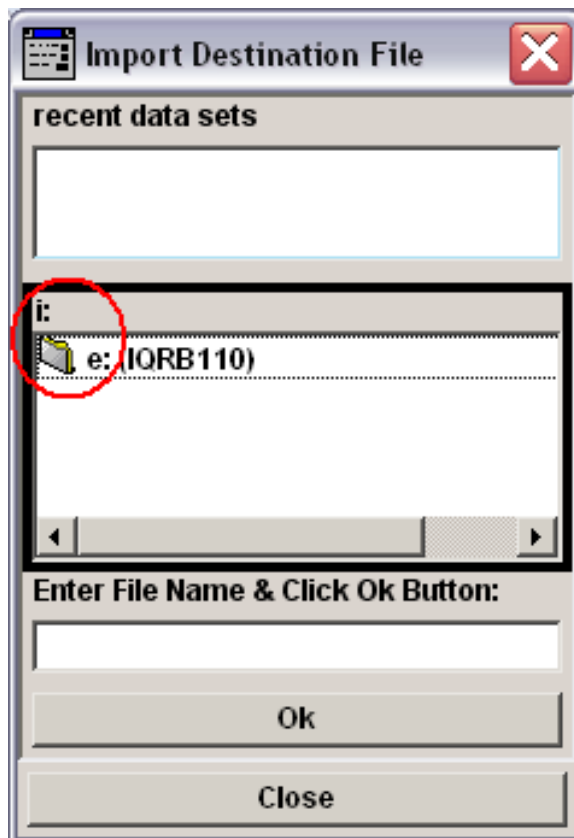 Import Destination File
recent data sets
i:
e: (IQRB110)
Enter File Name & Click Ok Button:
Ok
Close